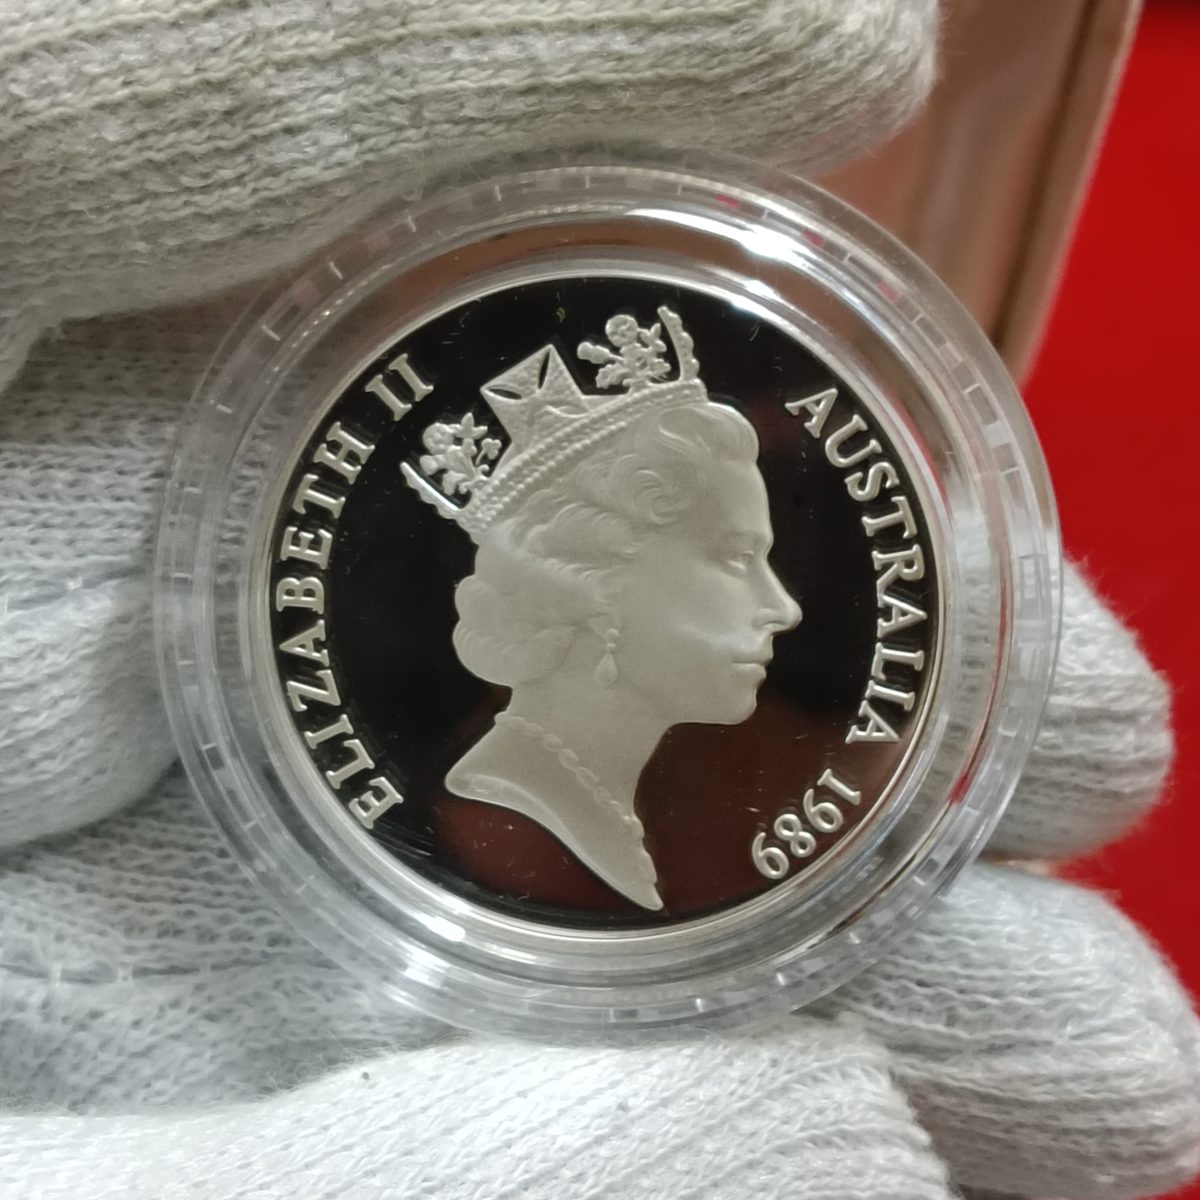 ELIZABETH II
AUSTRALIA
1989